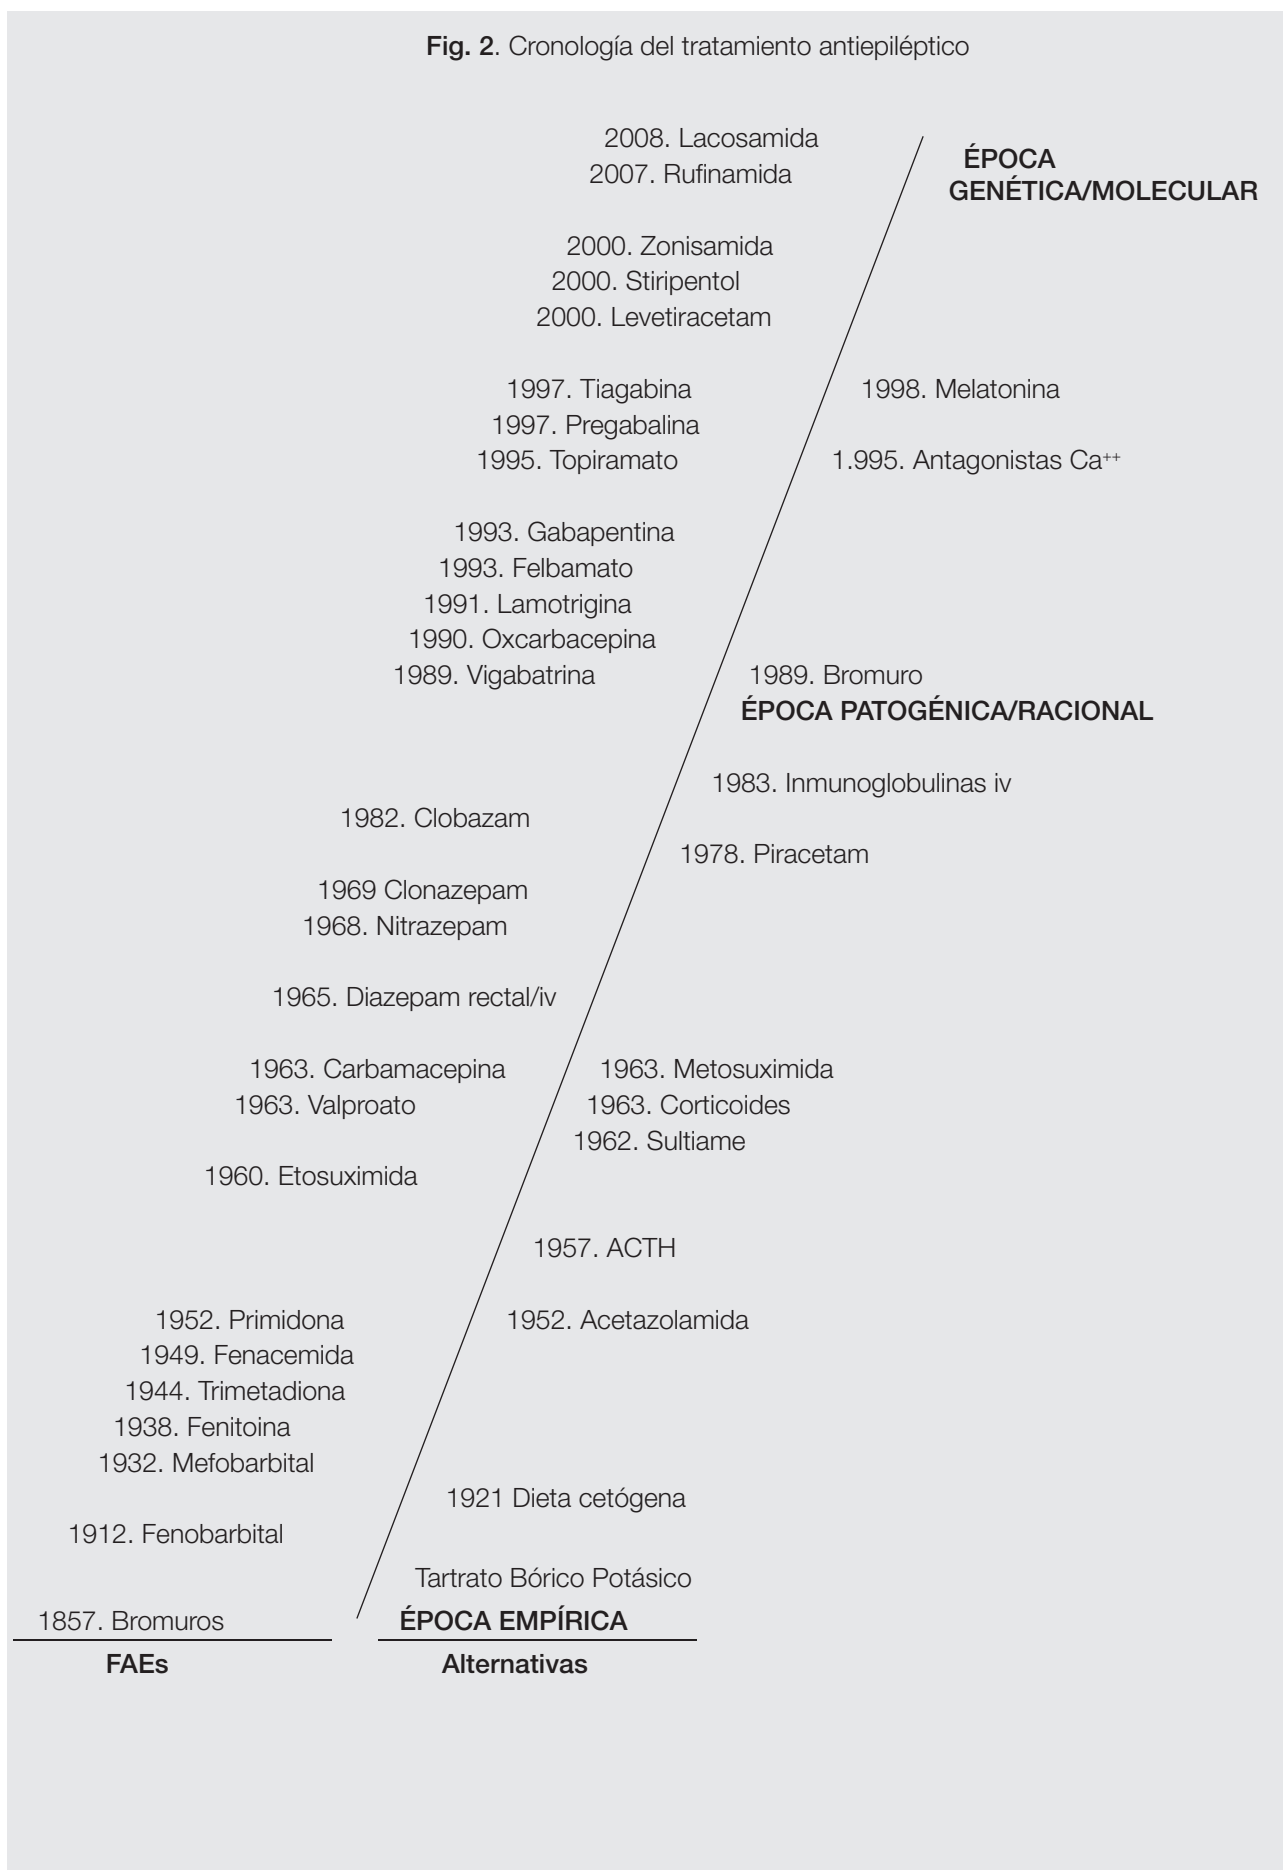 Fig. 2. Cronología del tratamiento antiepiléptico
2008. Lacosamida
ÉPOCA
2007. Rufinamida
GENÉTICA/MOLECULAR
2000. Zonisamida
2000. Stiripentol
2000. Levetiracetam
1997. Tiagabina 1998. Melatonina
1997. Pregabalina
1995. Topiramato 1.995. Antagonistas Ca⁺⁺
1993. Gabapentina
1993. Felbamato
1991. Lamotrigina
1990. Oxcarbacepina
1989. Vigabatrina 1989. Bromuro
ÉPOCA PATOGÉNICA/RACIONAL
1983. Inmunoglobulinas iv
1982. Clobazam
1978. Piracetam
1969 Clonazepam
1968. Nitrazepam
1965. Diazepam rectal/iv
1963. Carbamacepina 1963. Metosuximida
1963. Valproato 1963. Corticoides
1962. Sultiame
1960. Etosuximida
1957. ACTH
1952. Primidona 1952. Acetazolamida
1949. Fenacemida
1944. Trimetadiona
1938. Fenitoina
1932. Mefobarbital
1921 Dieta cetógena
1912. Fenobarbital
Tartrato Bórico Potásico
1857. Bromuros ÉPOCA EMPÍRICA
FAEs Alternativas